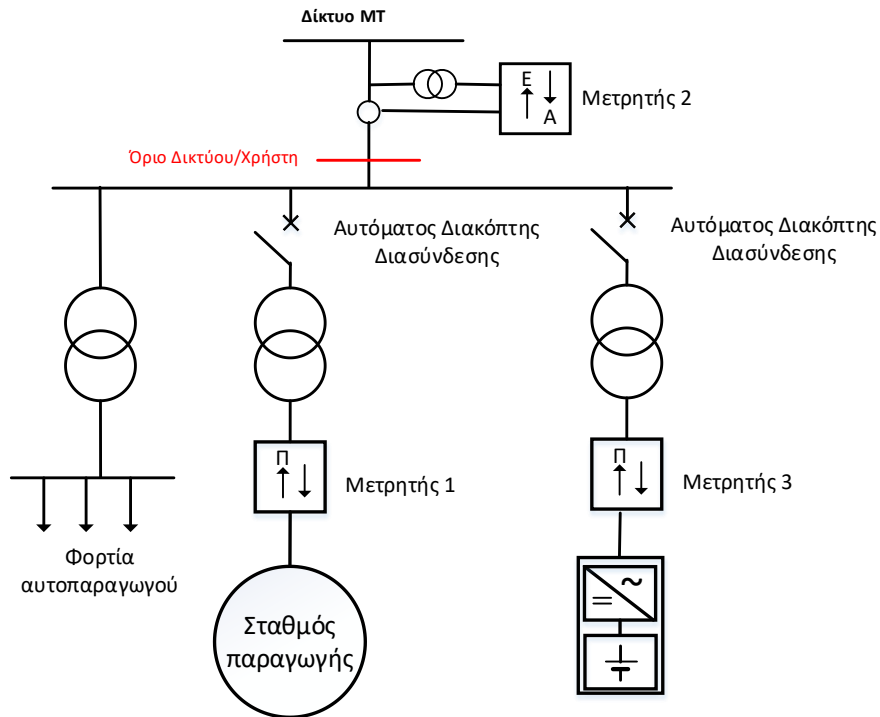 Δίκτυο ΜΤ
Ε
Α
Μετρητής 2
Όριο Δικτύου/Χρήστη
Αυτόματος Διακόπτης
Διασύνδεσης
Αυτόματος Διακόπτης
Διασύνδεσης
Π
Μετρητής 1
Π
Μετρητής 3
Φορτία
αυτοπαραγωγού
Σταθμός
παραγωγής